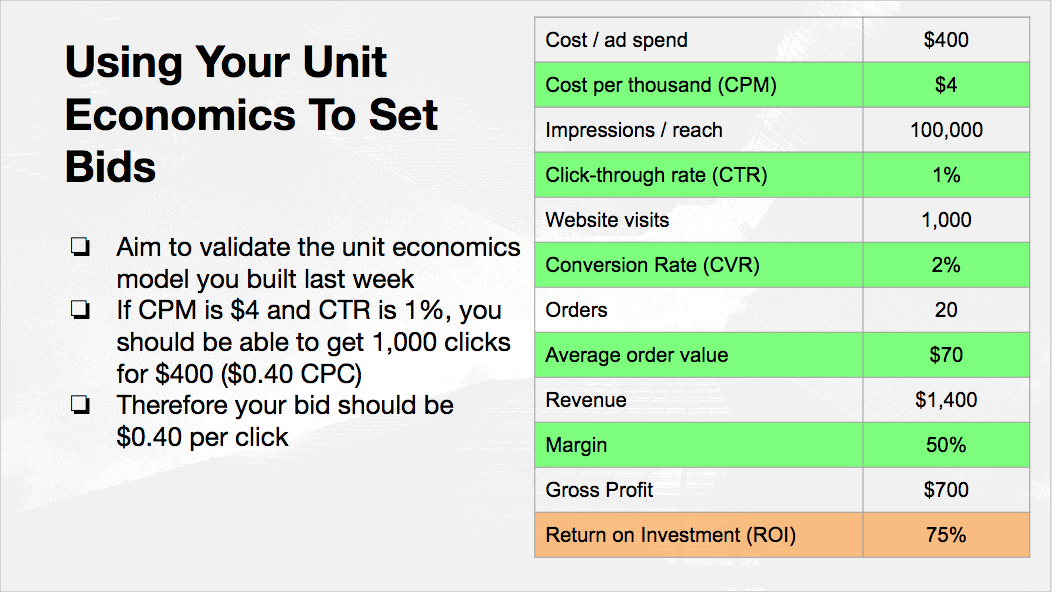 Using Your Unit
Economics To Set
Bids
❏ Aim to validate the unit economics
model you built last week
❏ If CPM is $4 and CTR is 1%, you
should be able to get 1,000 clicks
for $400 ($0.40 CPC)
❏ Therefore your bid should be
$0.40 per click
Cost / ad spend $400
Cost per thousand (CPM) $4
Impressions / reach 100,000
Click-through rate (CTR) 1%
Website visits 1,000
Conversion Rate (CVR) 2%
Orders 20
Average order value $70
Revenue $1,400
Margin 50%
Gross Profit $700
Return on Investment (ROI) 75%